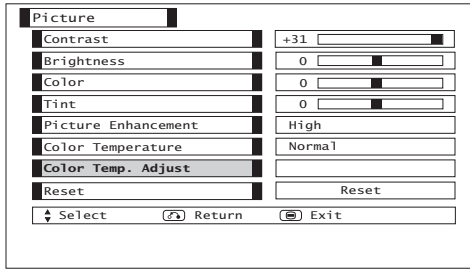 Picture
Contrast +31
Brightness 0
Color 0
Tint 0
Picture Enhancement High
Color Temperature Normal
Color Temp. Adjust
Reset Reset
Select Return Exit